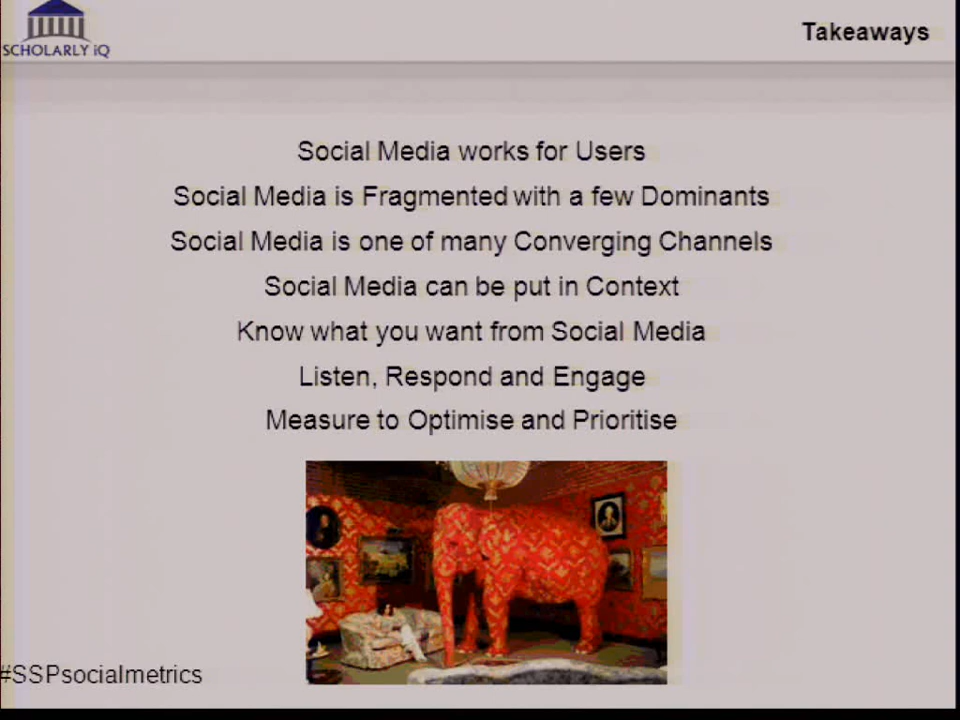 SCHOLARLY iQ
Takeaways
Social Media works for Users
Social Media is Fragmented with a few Dominants
Social Media is one of many Converging Channels
Social Media can be put in Context
Know what you want from Social Media
Listen, Respond and Engage
Measure to Optimise and Prioritise
#SSPsocialmetrics